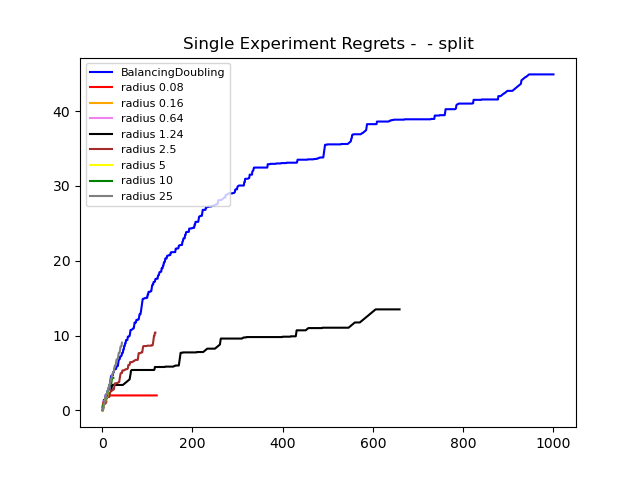 Single Experiment Regrets -  - split
BalancingDoubling
radius 0.08
radius 0.16
radius 0.64
radius 1.24
radius 2.5
radius 5
radius 10
radius 25
40
30
20
10
0
0 200 400 600 800 1000